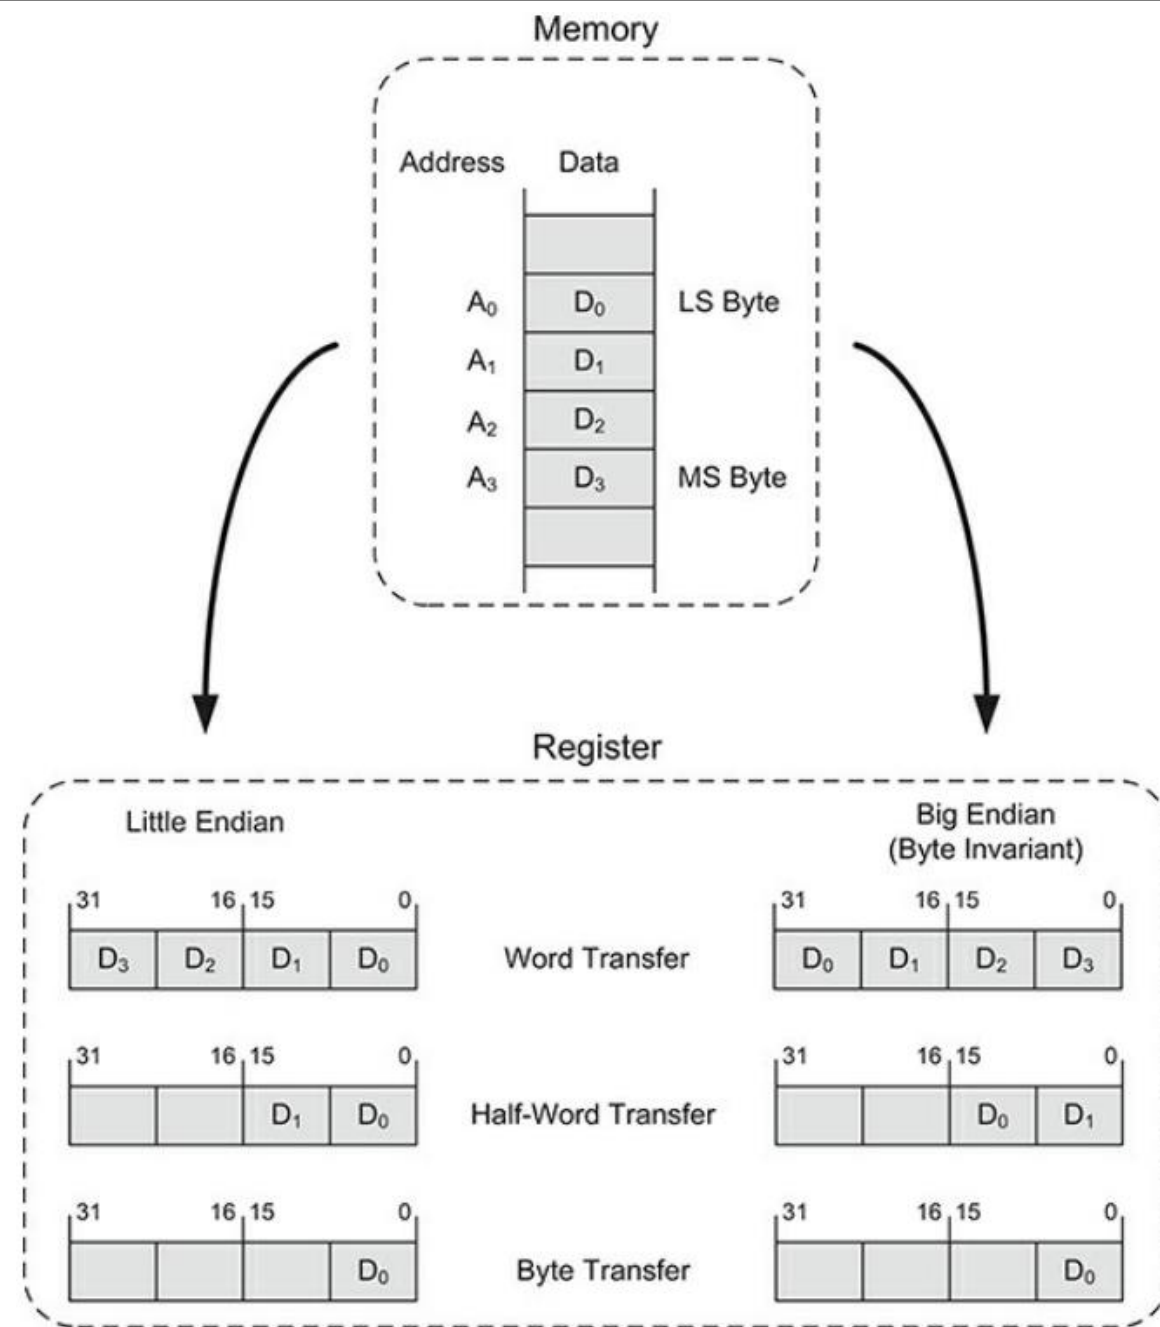 Memory
Address Data
A₀ D₀ LS Byte
A₁ D₁
A₂ D₂
A₃ D₃ MS Byte
Register
Little Endian
Big Endian
(Byte Invariant)
31 16 15 0
31 16 15 0
D₃ D₂ D₁ D₀
Word Transfer
D₀ D₁ D₂ D₃
31 16 15 0
31 16 15 0
D₁ D₀
Half-Word Transfer
D₀ D₁
31 16 15 0
31 16 15 0
D₀
Byte Transfer
D₀